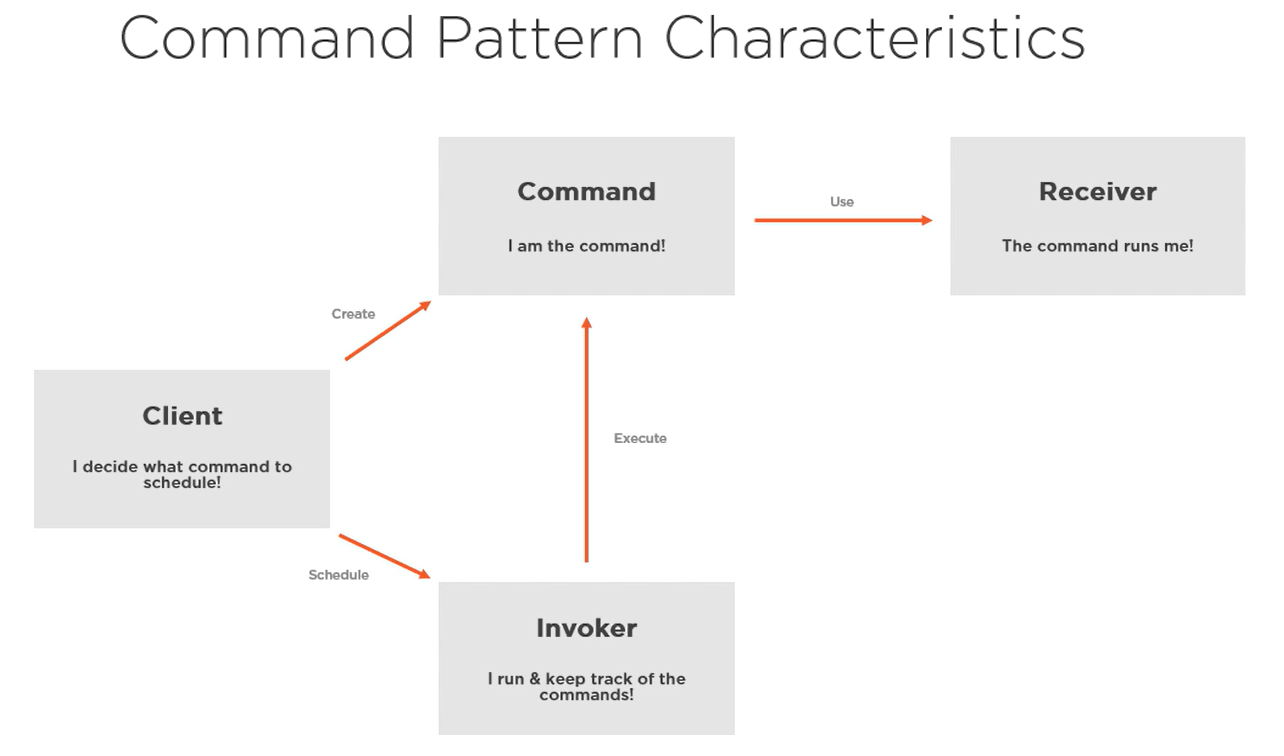 Command Pattern Characteristics
Command
I am the command!
Use
Receiver
The command runs me!
Create
Client
I decide what command to
schedule!
Execute
Schedule
Invoker
I run & keep track of the
commands!